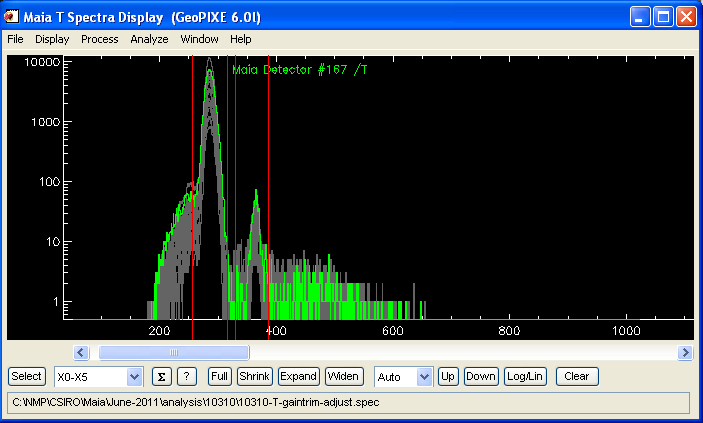 Maia T Spectra Display (GeoPIXE 6.0l)
File Display Process Analyze Window Help
Maia Detector #167 /T
10000
1000
100
10
1
200 400 600 800 1000
Select X0-X5 Σ ? Full Shrink Expand Widen Auto Up Down Log/Lin Clear
C:\NMP\CSIRO\Maia\June-2011\analysis\10310\10310-T-gaintrim-adjust.spec